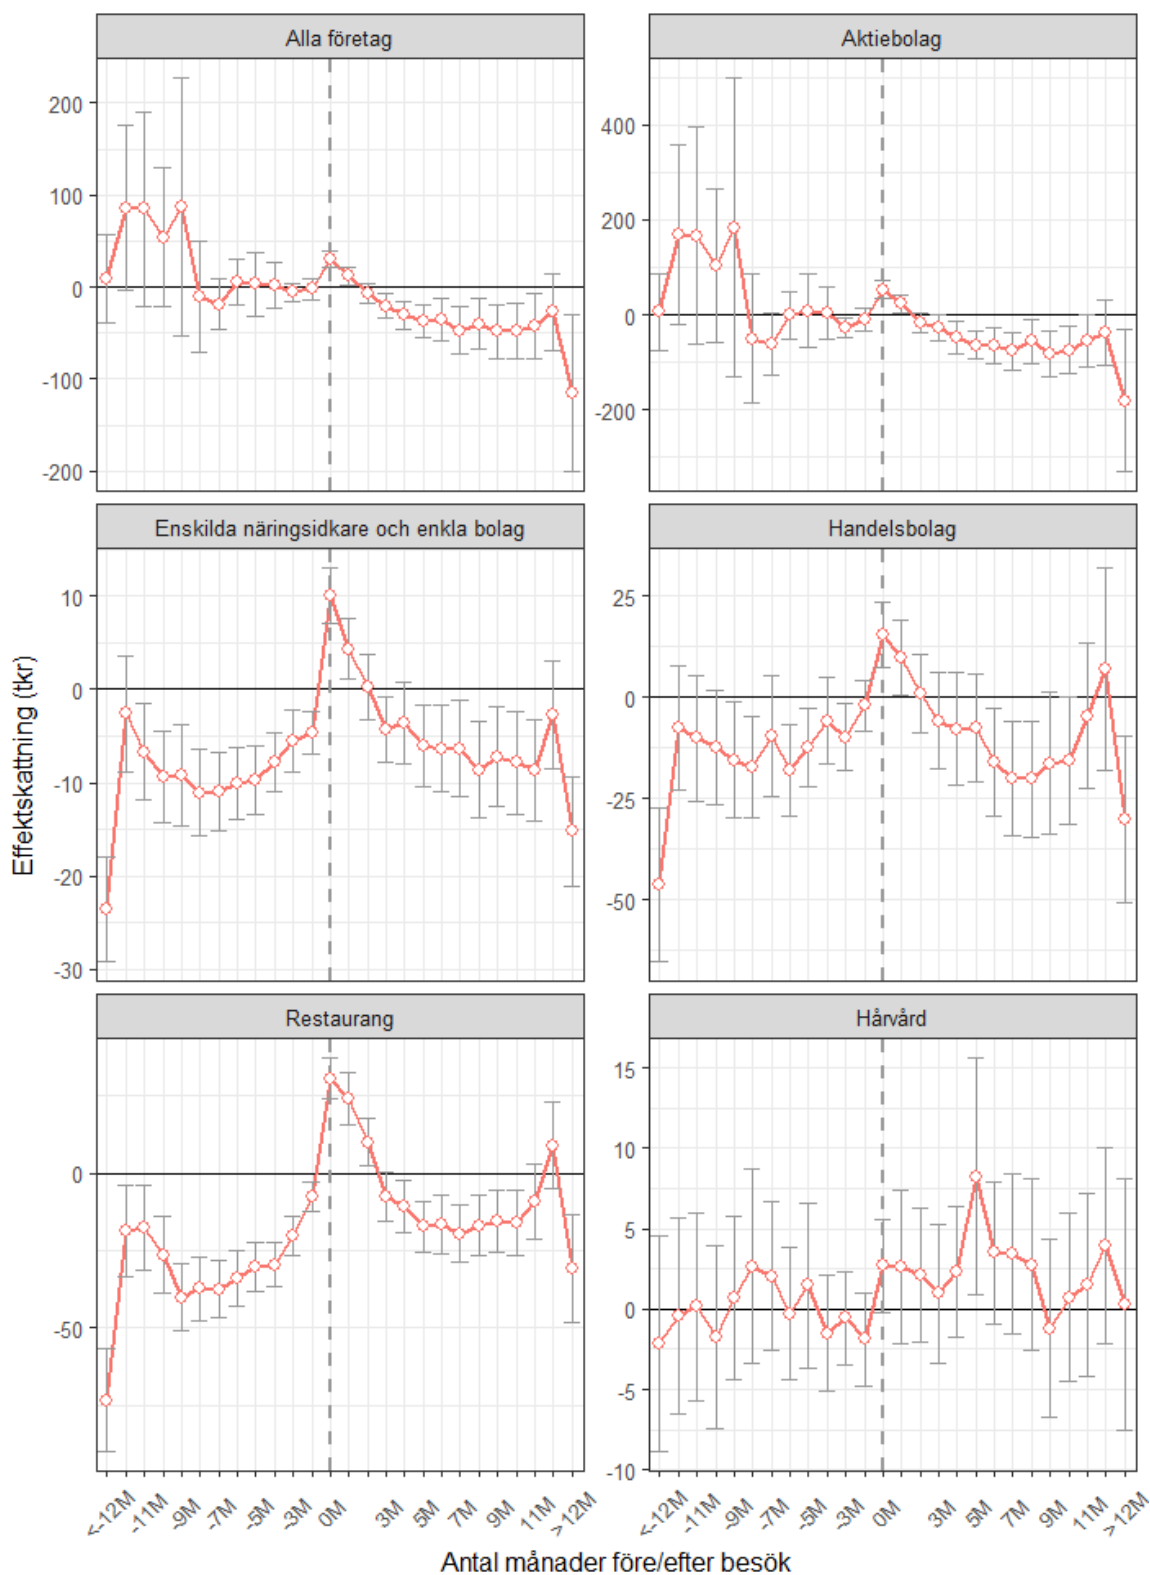 Alla företag
Aktiebolag
200
100
0
-100
-200
400
200
0
-200
Enskilda näringsidkare och enkla bolag
Handelsbolag
10
0
-10
-20
-30
25
0
-25
-50
Effektskattning (tkr)
Restaurang
Hårvård
0
-50
15
10
5
0
-5
-10
<-12M -11M -9M -7M -5M -3M 0M 3M 5M 7M 9M 11M >12M
<-12M -11M -9M -7M -5M -3M 0M 3M 5M 7M 9M 11M >12M
Antal månader före/efter besök